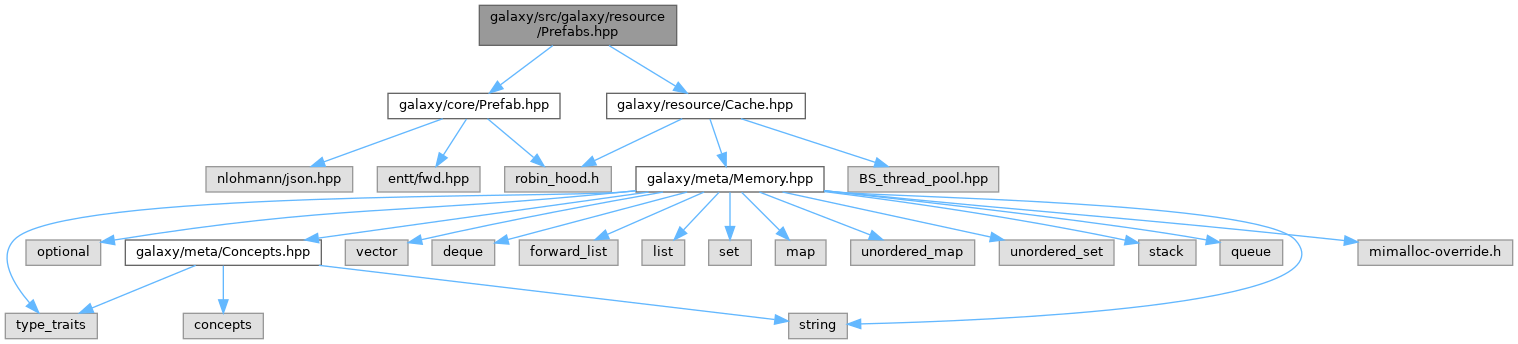 galaxy/src/galaxy/resource
/Prefabs.hpp
galaxy/core/Prefab.hpp
galaxy/resource/Cache.hpp
nlohmann/json.hpp
entt/fwd.hpp
robin_hood.h
galaxy/meta/Memory.hpp
BS_thread_pool.hpp
optional
galaxy/meta/Concepts.hpp
vector
deque
forward_list
list
set
map
unordered_map
unordered_set
stack
queue
mimalloc-override.h
type_traits
concepts
string